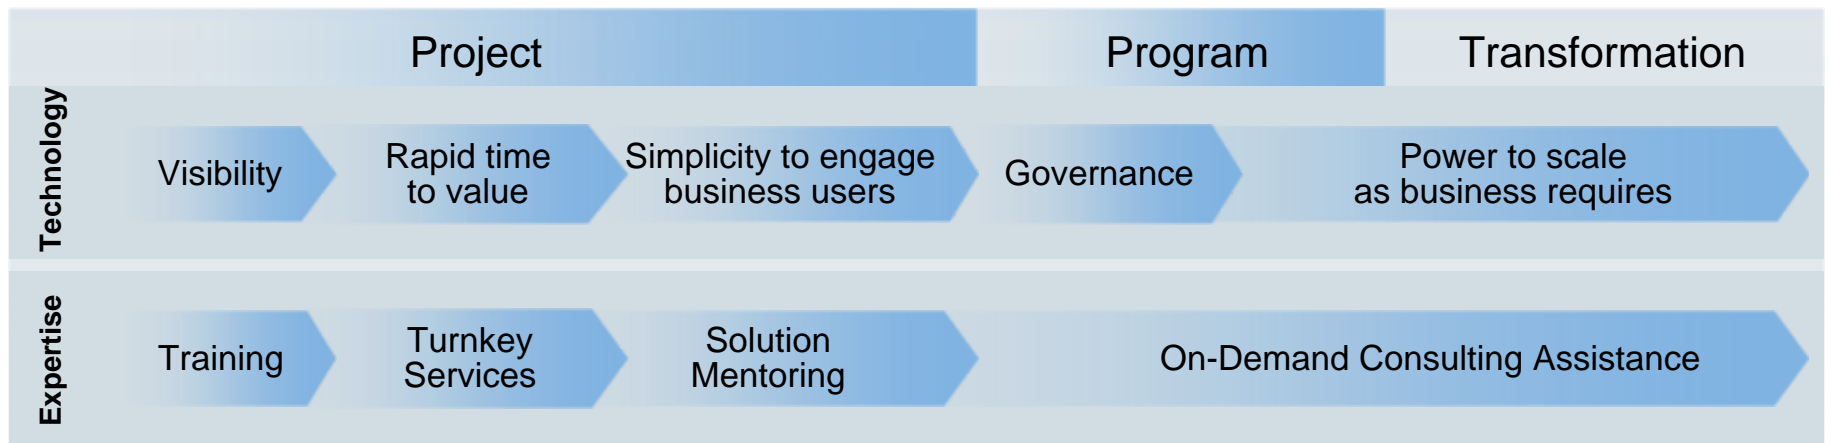 Project
Program
Transformation
Technology
Visibility
Rapid time
to value
Simplicity to engage
business users
Governance
Power to scale
as business requires
Expertise
Training
Turnkey
Services
Solution
Mentoring
On-Demand Consulting Assistance